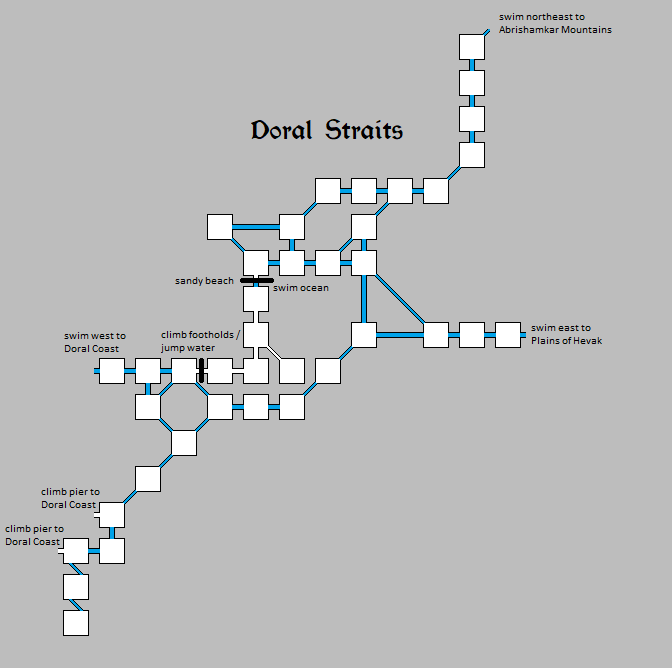 swim northeast to
Abrishamkar Mountains
Doral Straits
sandy beach
swim ocean
swim west to
Doral Coast
climb footholds /
jump water
swim east to
Plains of Hevak
climb pier to
Doral Coast
climb pier to
Doral Coast